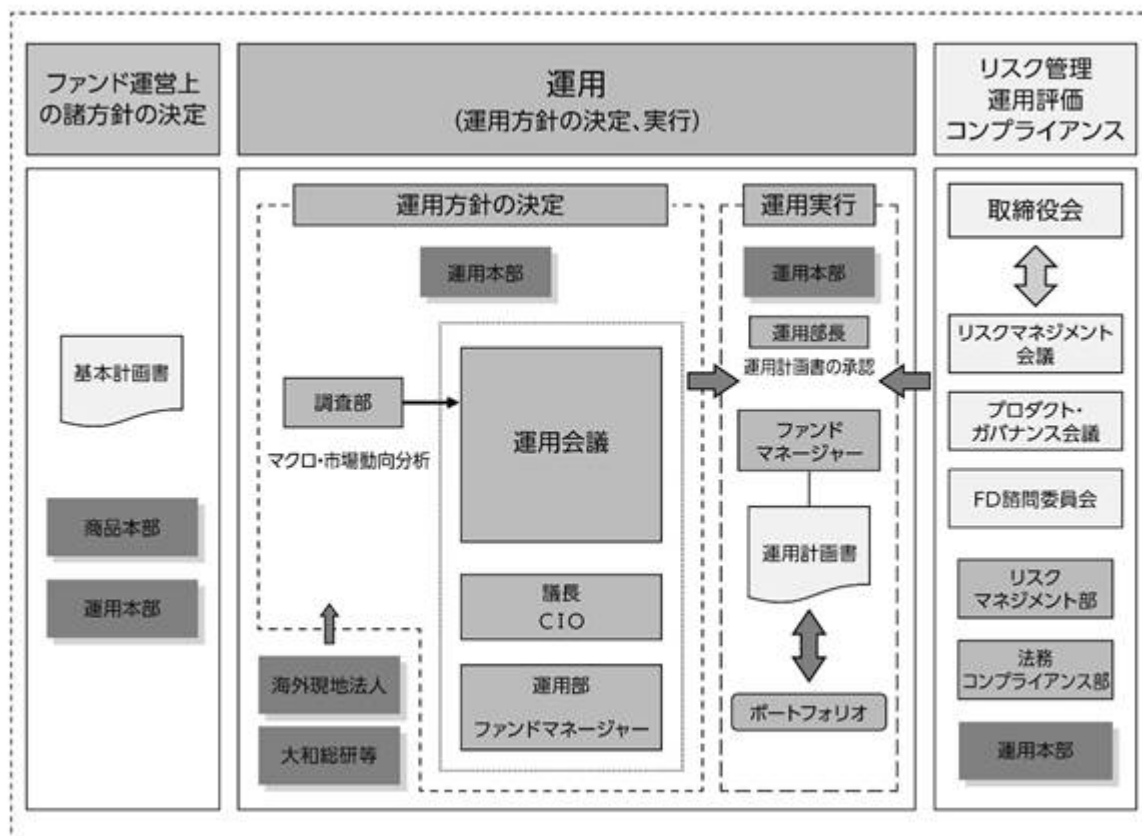 ファンド運営上
の諸方針の決定
基本計画書
商品本部
運用本部
運用
(運用方針の決定、実行)
運用方針の決定
運用本部
調査部
マクロ・市場動向分析
運用会議
議長
CIO
運用部
ファンドマネージャー
海外現地法人
大和総研等
運用実行
運用本部
運用部長
運用計画書の承認
ファンド
マネージャー
運用計画書
ポートフォリオ
リスク管理
運用評価
コンプライアンス
取締役会
リスクマネジメント
会議
プロダクト・
ガバナンス会議
FD諮問委員会
リスク
マネジメント部
法務
コンプライアンス部
運用本部